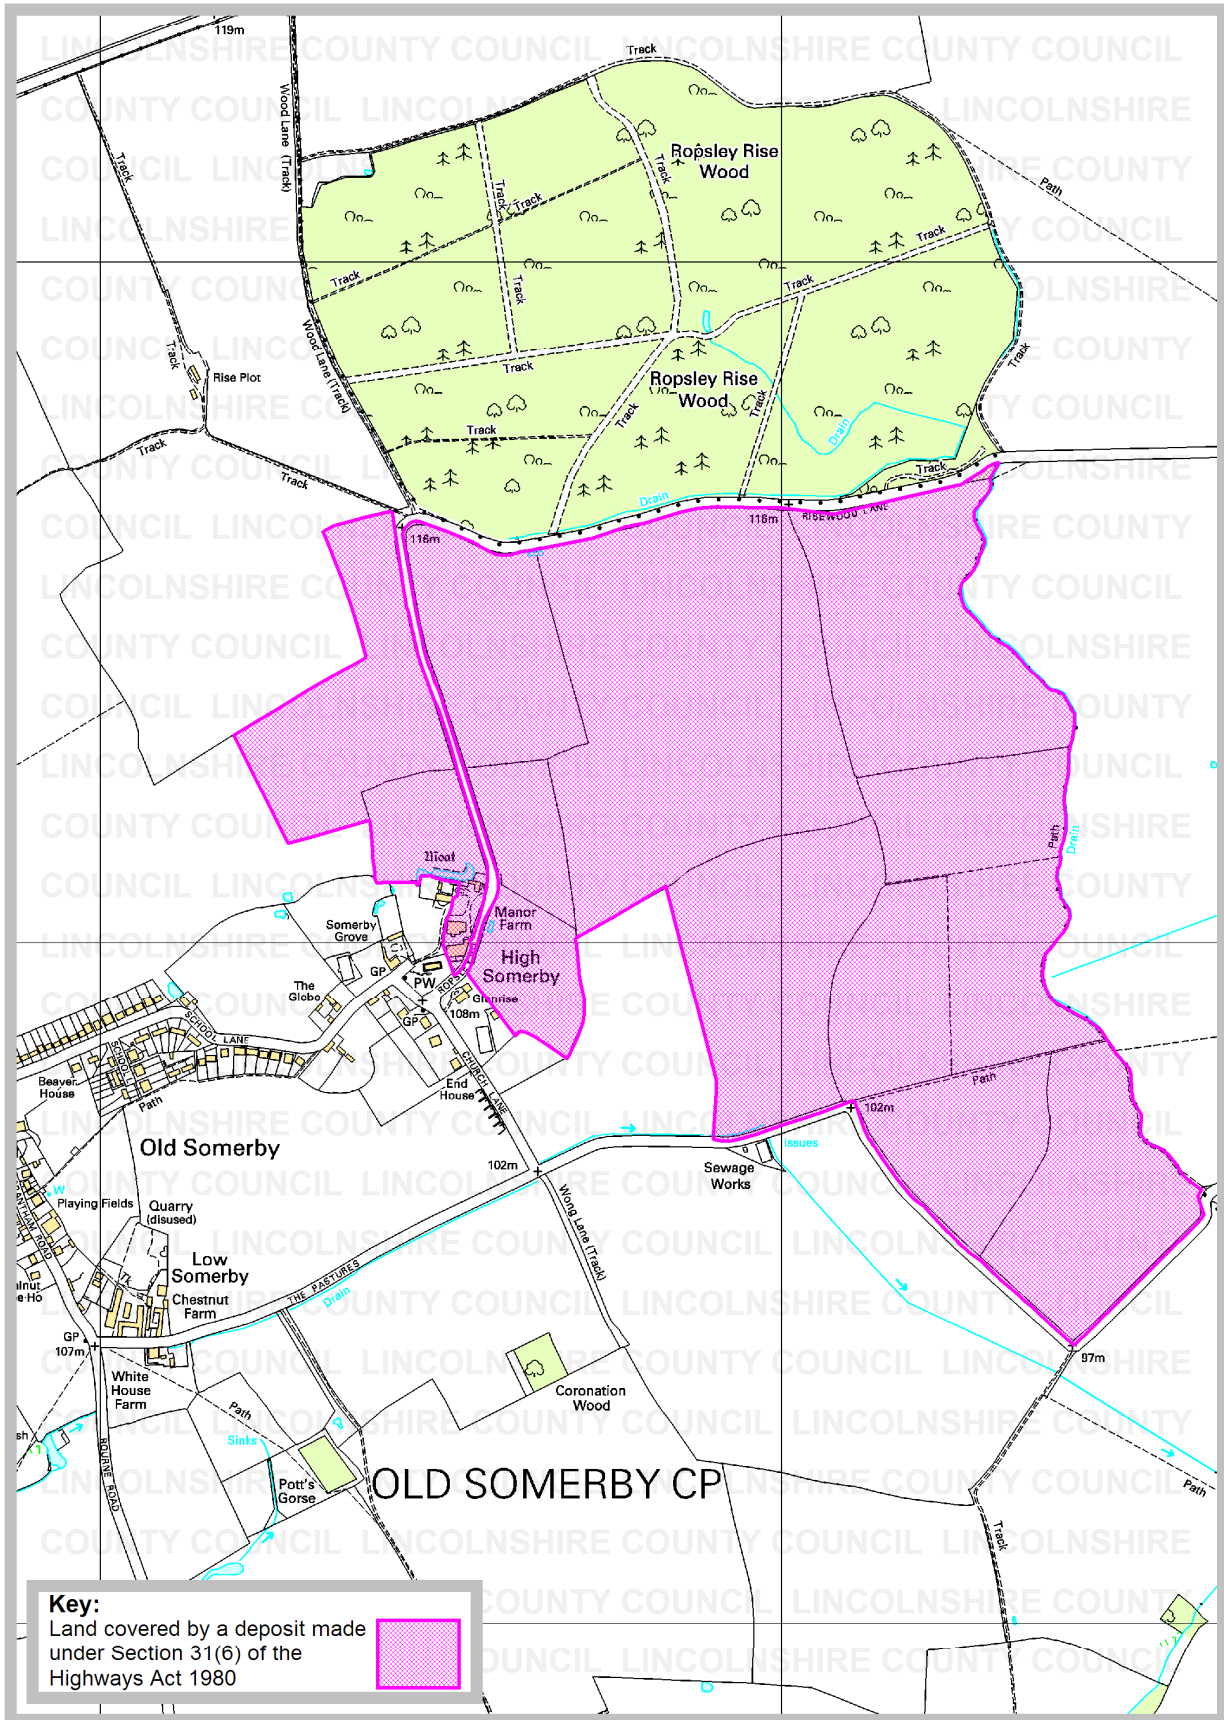 119m
Track
Wood Lane (Track)
Track
Ropsley Rise
Wood
Track
Path
Track
Track
Track
Track
Track
Track
Track
Wood Lane (Track)
Track
Rise Plot
Track
Track
Ropsley Rise
Wood
Track
Track
Track
Drain
Track
Track
Track
Drain
116m
RISEWOOD LANE
116m
Moat
Path
Drain
Manor
Farm
Somerby
Grove
High
Somerby
GP
PW
The
Globe
Glenrise
GP
108m
SCHOOL LANE
SCHOOL L
CHURCH LANE
Beaver
House
End
House
Path
Path
102m
Old Somerby
Issues
102m
Sewage
Works
W
Playing Fields
Quarry
(disused)
Wong Lane (Track)
Low
Somerby
Tk
THE PASTURES
Drain
Chestnut
Farm
GP
107m
97m
White
House
Farm
Coronation
Wood
Path
Sinks
BOURNE ROAD
Pott's
Gorse
OLD SOMERBY CP
Path
Track
Key:
Land covered by a deposit made
under Section 31(6) of the
Highways Act 1980
LINCOLNSHIRE COUNTY COUNCIL